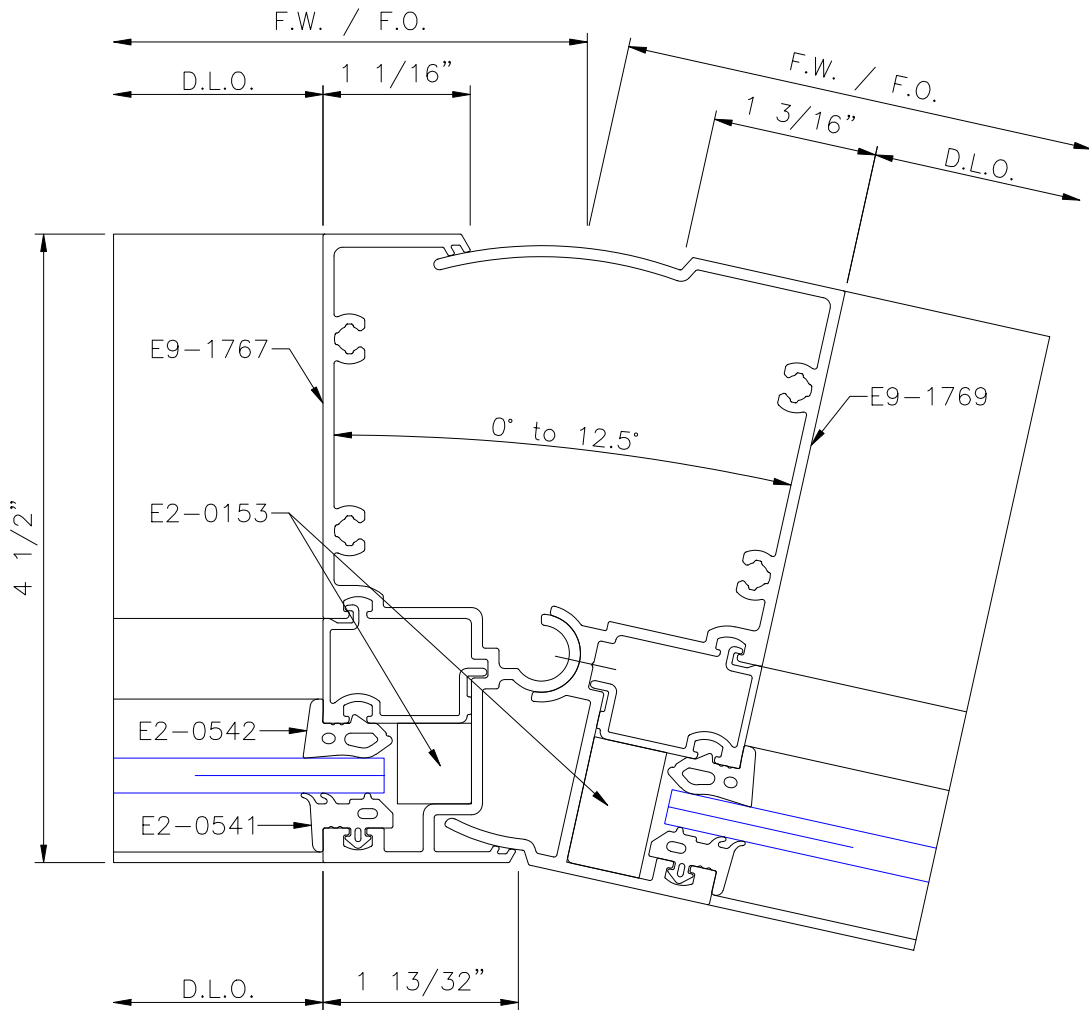 F.W. / F.O.
D.L.O.
1 1/16”
F.W. / F.O.
1 3/16”
D.L.O.
E9-1767
E9-1769
0° to 12.5°
E2-0153
4 1/2”
E2-0542
E2-0541
D.L.O.
1 13/32”